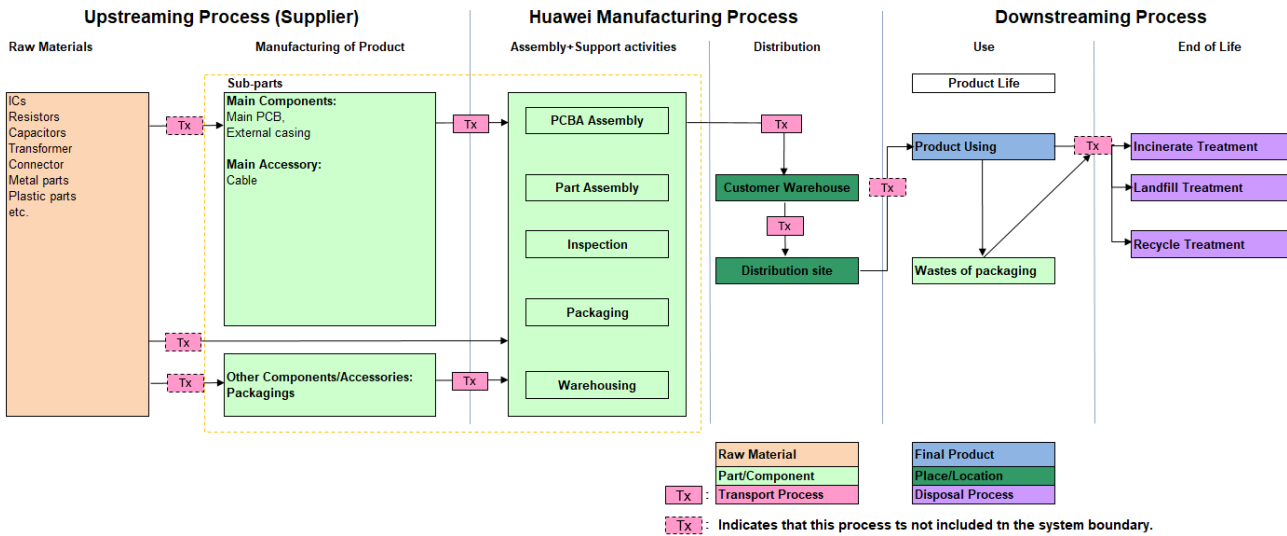 Upstreaming Process (Supplier)
Huawei Manufacturing Process
Downstreaming Process
Raw Materials
Manufacturing of Product
Assembly+Support activities
Distribution
Use
End of Life
Sub-parts
Product Life
ICs
Resistors
Capacitors
Transformer
Connector
Metal parts
Plastic parts
etc.
Tx
Main Components:
Main PCB,
External casing
Main Accessory:
Cable
Tx
PCBA Assembly
Part Assembly
Inspection
Packaging
Warehousing
Tx
Tx
Other Components/Accessories:
Packagings
Tx
Tx
Customer Warehouse
Tx
Distribution site
Tx
Product Using
Wastes of packaging
Tx
Incinerate Treatment
Landfill Treatment
Recycle Treatment
Raw Material
Part/Component
Tx : Transport Process
Final Product
Place/Location
Disposal Process
Tx : Indicates that this process ts not included tn the system boundary.